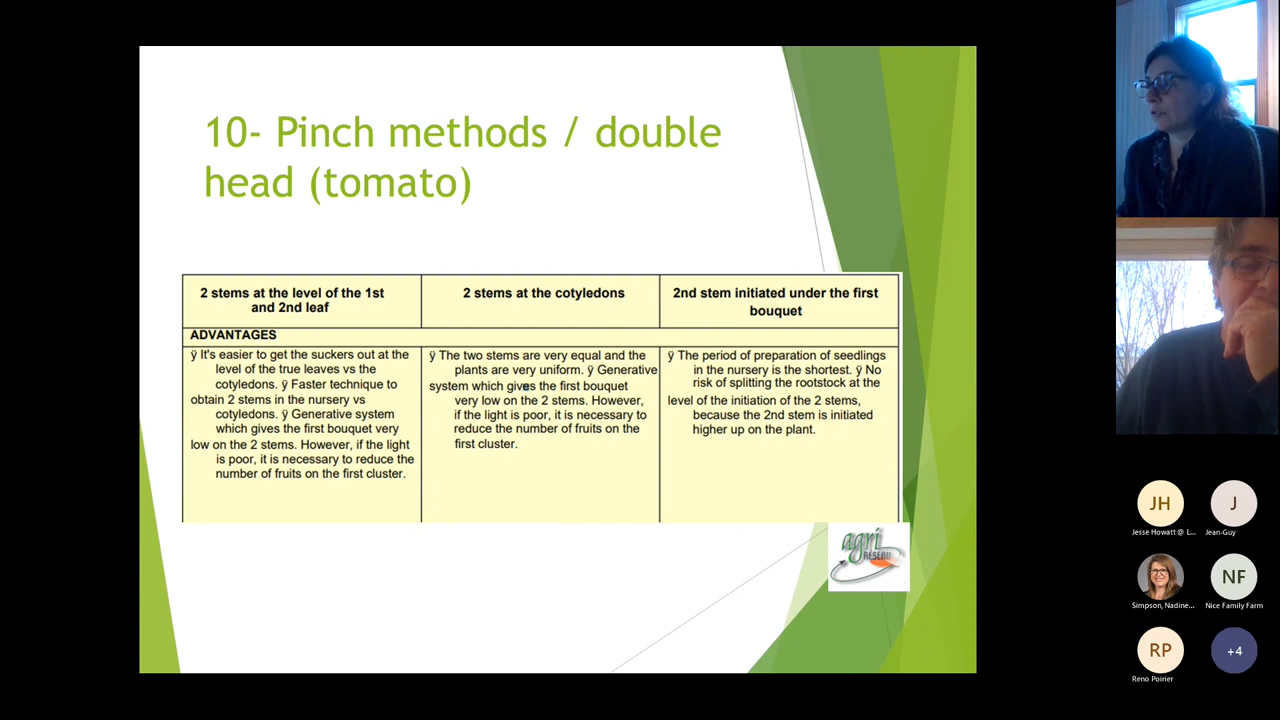 10- Pinch methods / double
head (tomato)
2 stems at the level of the 1st
and 2nd leaf
2 stems at the cotyledons
2nd stem initiated under the first
bouquet
ADVANTAGES
ÿ It's easier to get the suckers out at the
level of the true leaves vs the
cotyledons. ÿ Faster technique to
obtain 2 stems in the nursery vs
cotyledons. ÿ Generative system
which gives the first bouquet very
low on the 2 stems. However, if the light
is poor, it is necessary to reduce the
number of fruits on the first cluster.
ÿ The two stems are very equal and the
plants are very uniform. ÿ Generative
system which gives the first bouquet
very low on the 2 stems. However,
if the light is poor, it is necessary to
reduce the number of fruits on the
first cluster.
ÿ The period of preparation of seedlings
in the nursery is the shortest. ÿ No
risk of splitting the rootstock at the
level of the initiation of the 2 stems,
because the 2nd stem is initiated
higher up on the plant.
agri
RÉSEAU
JH
J
Jesse Howatt @ L...
Jean-Guy
NF
Simpson, Nadine...
Nice Family Farm
RP
+4
Reno Poirier